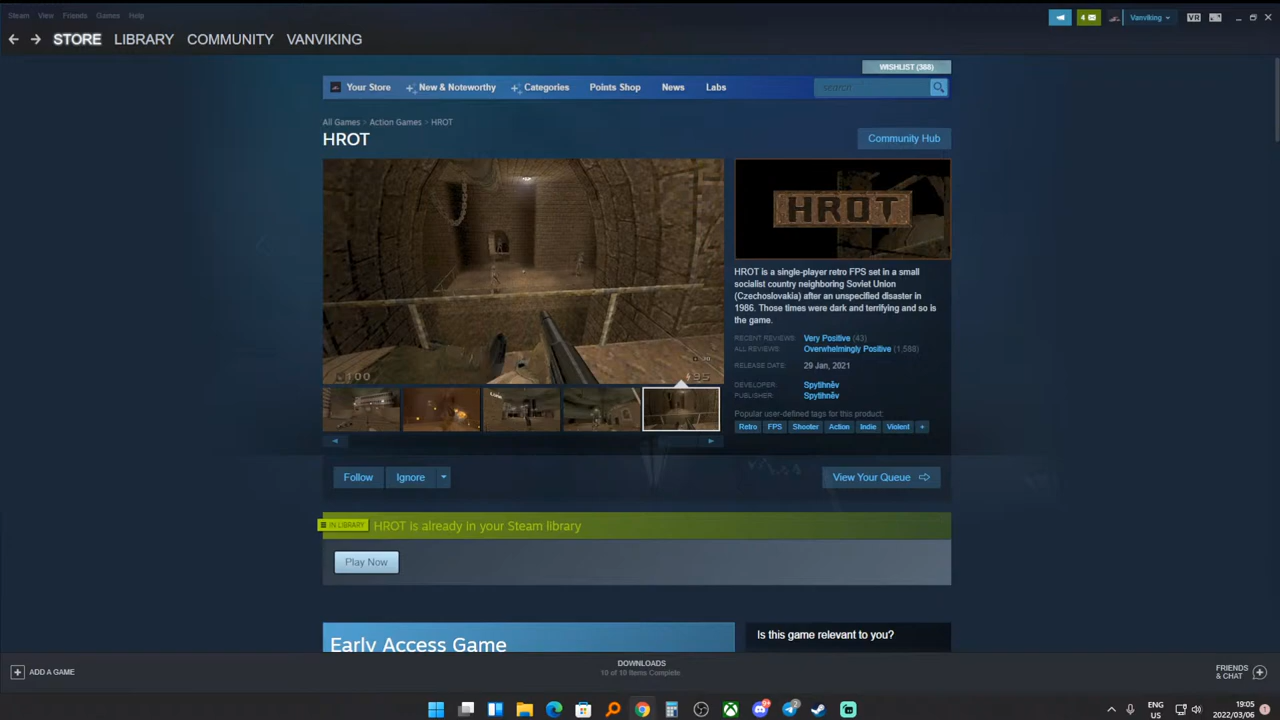 Steam View Friends Games Help
4
Vanviking
VR
STORE LIBRARY COMMUNITY VANVIKING
WISHLIST (388)
Your Store New & Noteworthy Categories Points Shop News Labs
search
All Games > Action Games > HROT
HROT
Community Hub
HROT
HROT is a single-player retro FPS set in a small
socialist country neighboring Soviet Union
(Czechoslovakia) after an unspecified disaster in
1986. Those times were dark and terrifying and so is
the game.
RECENT REVIEWS: Very Positive (43)
ALL REVIEWS: Overwhelmingly Positive (1,588)
RELEASE DATE: 29 Jan, 2021
DEVELOPER: Spytihněv
PUBLISHER: Spytihněv
Popular user-defined tags for this product:
Retro FPS Shooter Action Indie Violent +
100
95
Follow Ignore
View Your Queue
IN LIBRARY HROT is already in your Steam library
Play Now
Early Access Game
Is this game relevant to you?
ADD A GAME
DOWNLOADS
10 of 10 Items Complete
FRIENDS
& CHAT
ENG
US
19:05
2022/03/06